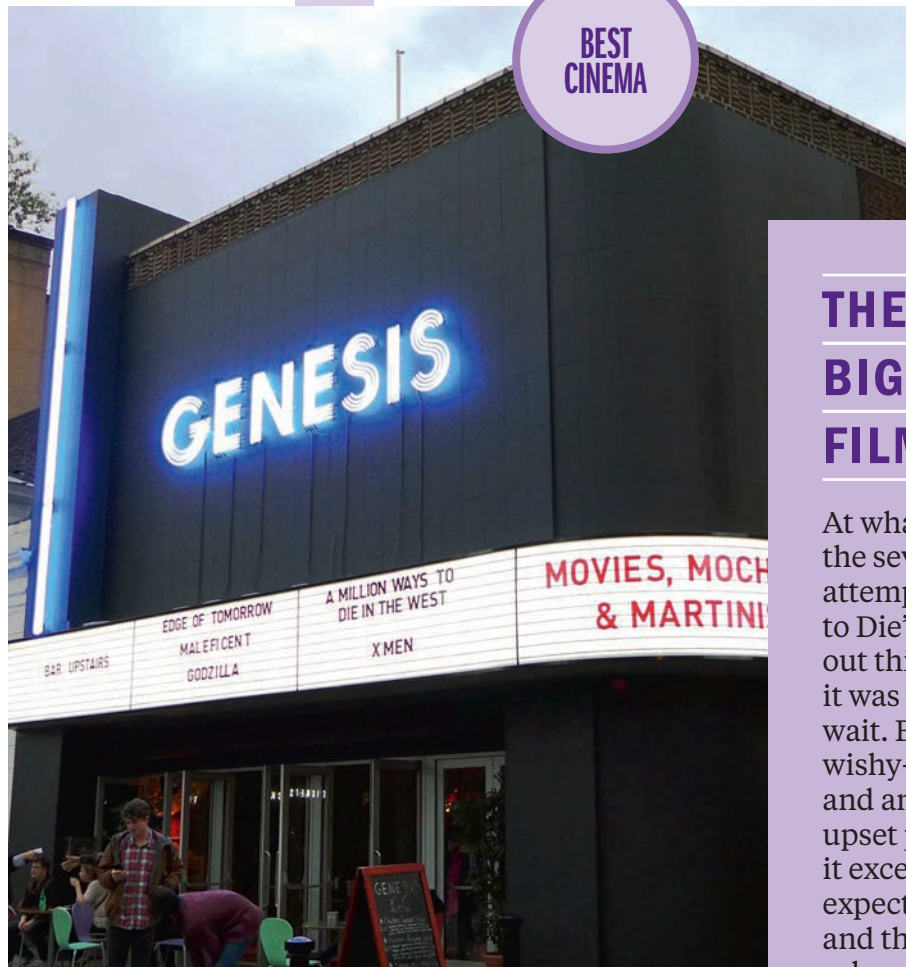 BEST
CINEMA
GENESIS
BAR UPSTAIRS
EDGE OF TOMORROW
MALEFICENT
GODZILLA
A MILLION WAYS TO
DIE IN THE WEST
X MEN
MOVIES, MOCH
& MARTINIS
GENESIS
THE
BIG
FILM
At wha
the sev
attemp
to Die’
out thi
it was
wait. B
wishy-
and an
upset
it exce
expect
and th